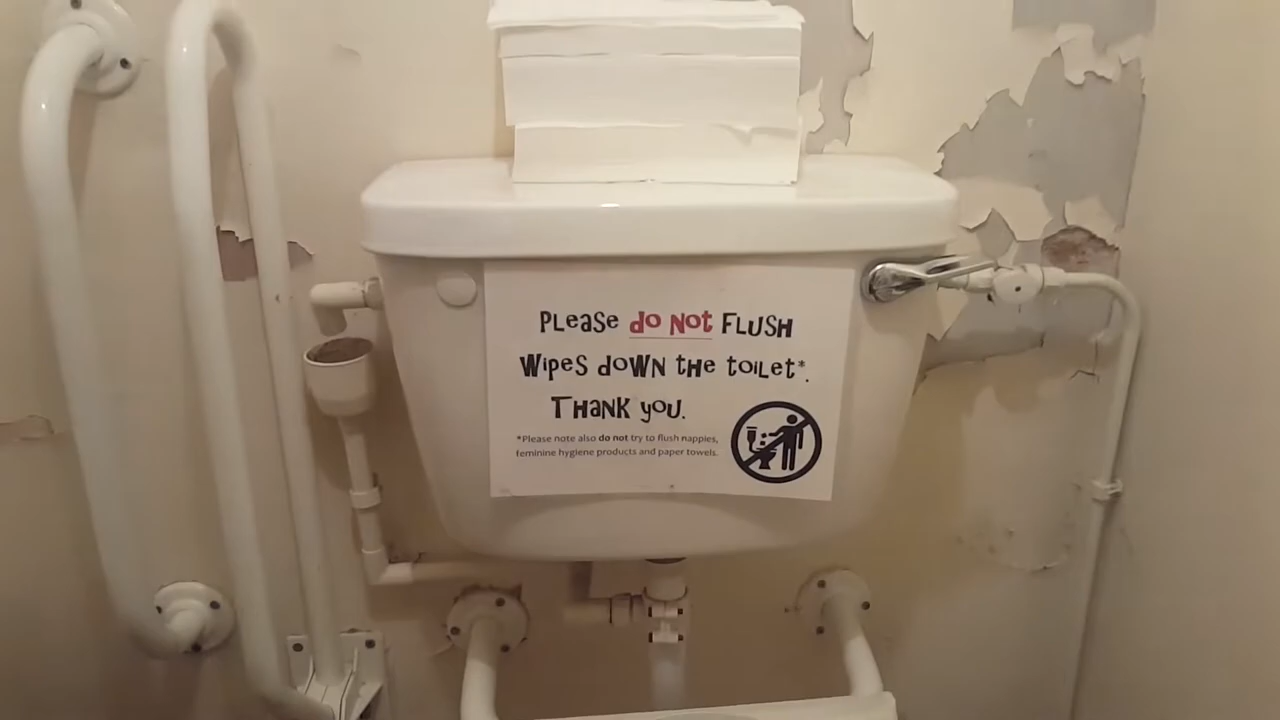 Please do Not FLUSH
Wipes doWN the toiLet*.
Thank you.
*Please note also do not try to flush nappies,
feminine hygiene products and paper towels.